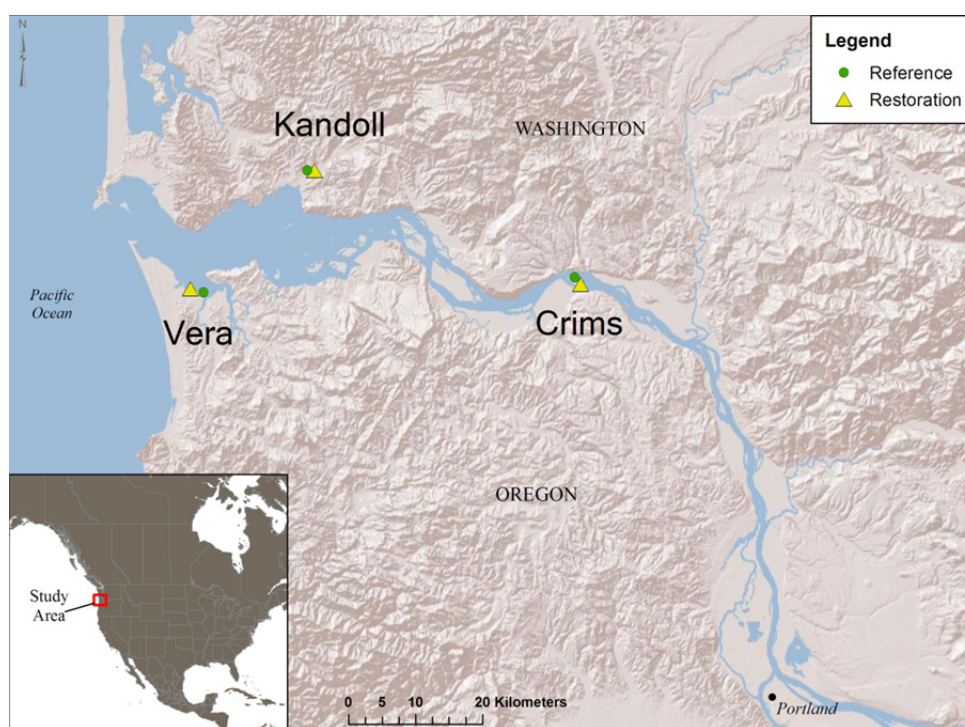 N
Legend
Reference
Restoration
Kandoll
WASHINGTON
Pacific
Ocean
Vera
Crims
OREGON
Study
Area
0 5 10 20 Kilometers
Portland